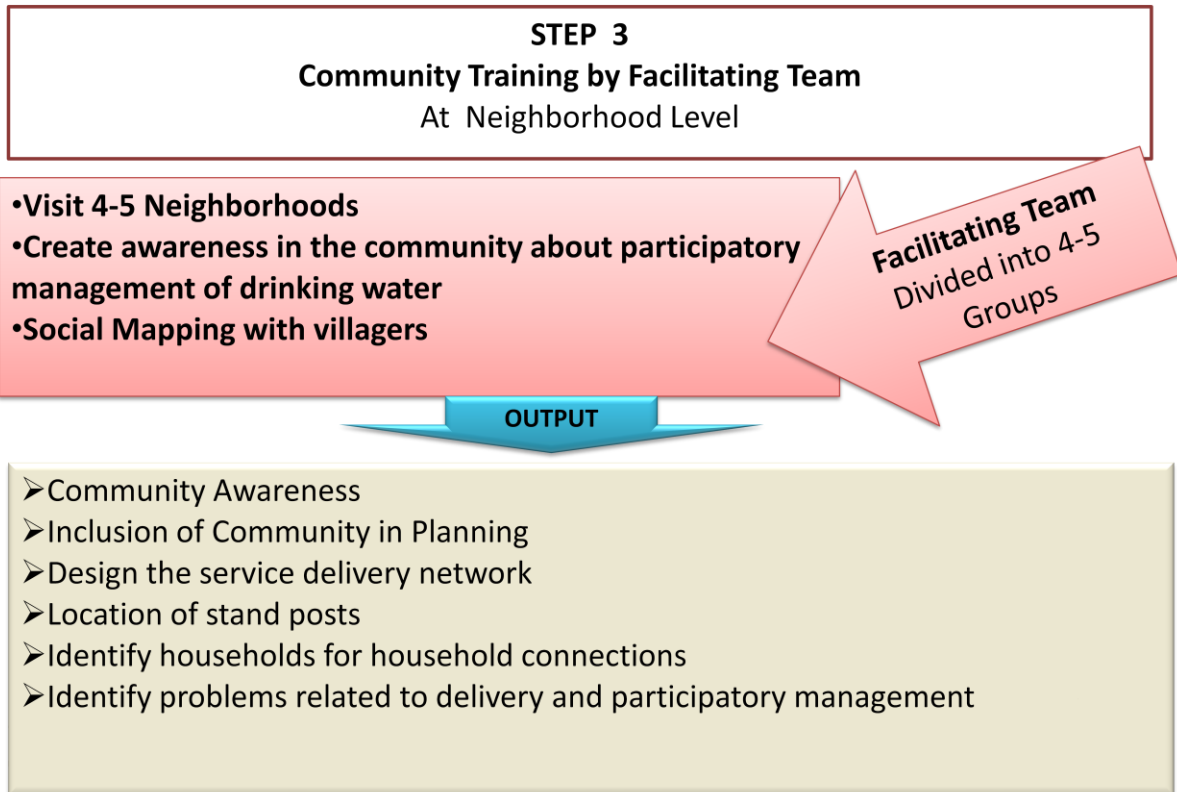 STEP  3
Community Training by Facilitating Team
At  Neighborhood Level
•Visit 4-5 Neighborhoods
•Create awareness in the community about participatory
management of drinking water
•Social Mapping with villagers
Facilitating Team
Divided into 4-5
Groups
OUTPUT
➢Community Awareness
➢Inclusion of Community in Planning
➢Design the service delivery network
➢Location of stand posts
➢Identify households for household connections
➢Identify problems related to delivery and participatory management